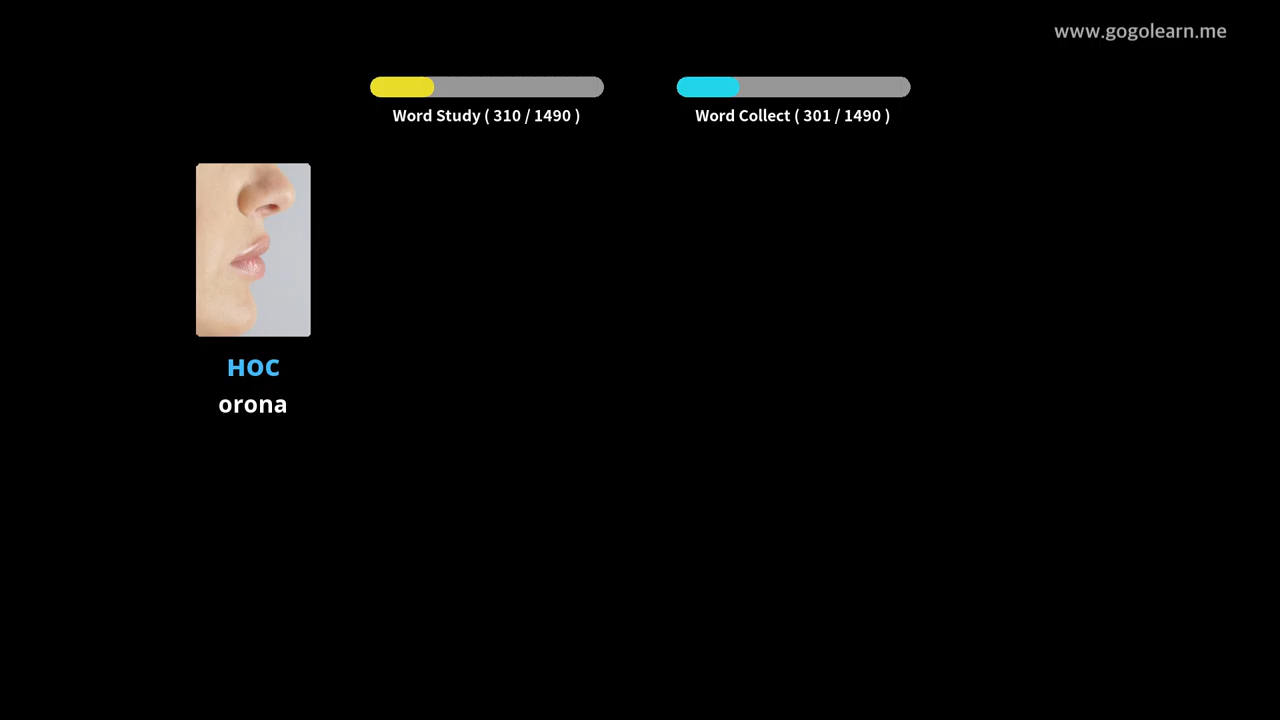 www.gogolearn.me
Word Study ( 310 / 1490 )
Word Collect ( 301 / 1490 )
НОС
orona